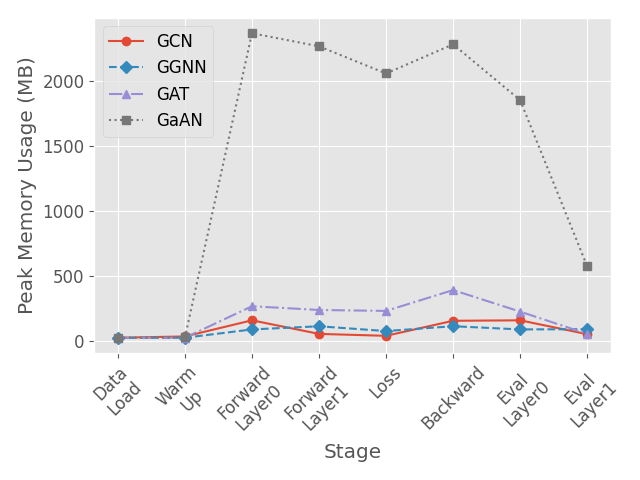 GCN
GGNN
GAT
GaAN
Peak Memory Usage (MB)
2000
1500
1000
500
0
Data
Load
Warm
Up
Forward
Layer0
Forward
Layer1
Loss
Backward
Eval
Layer0
Eval
Layer1
Stage